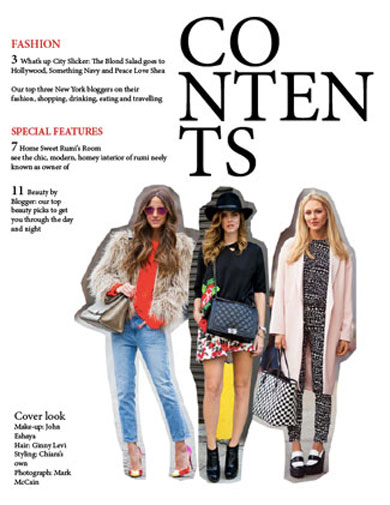 CO
NTEN
TS
FASHION
3 What's up City Slicker: The Blond Salad goes to
Hollywood, Something Navy and Peace Love Shea
Our top three New York bloggers on their
fashion, shopping, drinking, eating and travelling
SPECIAL FEATURES
7 Home Sweet Rumi's Room
see the chic, modern, homey interior of rumi neely
known as owner of
11 Beauty by
Blogger: our top
beauty picks to get
you through the day
and night
Cover look
Make-up: John
Eshaya
Hair: Ginny Levi
Styling: Chiara's
own
Photograph: Mark
McCain